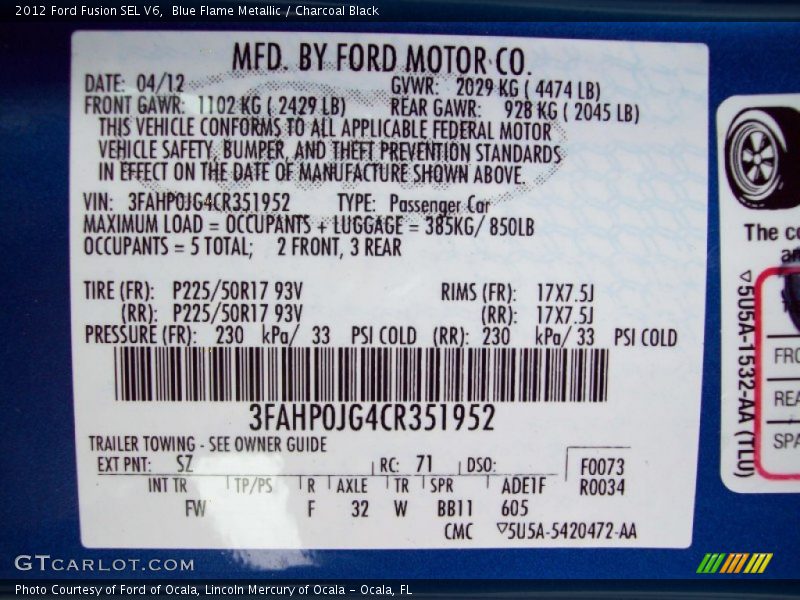 2012 Ford Fusion SEL V6,  Blue Flame Metallic / Charcoal Black
MFD. BY FORD MOTOR CO.
DATE: 04/12 GVWR: 2029 KG ( 4474 LB)
FRONT GAWR: 1102 KG ( 2429 LB) REAR GAWR: 928 KG ( 2045 LB)
THIS VEHICLE CONFORMS TO ALL APPLICABLE FEDERAL MOTOR
VEHICLE SAFETY, BUMPER, AND THEFT PREVENTION STANDARDS
IN EFFECT ON THE DATE OF MANUFACTURE SHOWN ABOVE.
VIN: 3FAHP0JG4CR351952 TYPE: Passenger Car
MAXIMUM LOAD = OCCUPANTS + LUGGAGE = 385KG/ 850LB
OCCUPANTS = 5 TOTAL; 2 FRONT, 3 REAR
TIRE (FR): P225/50R17 93V RIMS (FR): 17X7.5J
(RR): P225/50R17 93V (RR): 17X7.5J
PRESSURE (FR): 230 kPa/ 33 PSI COLD (RR): 230 kPa/ 33 PSI COLD
3FAHP0JG4CR351952
TRAILER TOWING - SEE OWNER GUIDE
EXT PNT: SZ RC: 71 DSO: F0073
INT TR TP/PS R AXLE TR SPR ADE1F R0034
FW F 32 W BB11 605
CMC ▽5U5A-5420472-AA
The co
an
▽5U5A-1532-AA (TLU)
FRO
REA
SPA
GTCARLOT.COM
Photo Courtesy of Ford of Ocala, Lincoln Mercury of Ocala - Ocala, FL